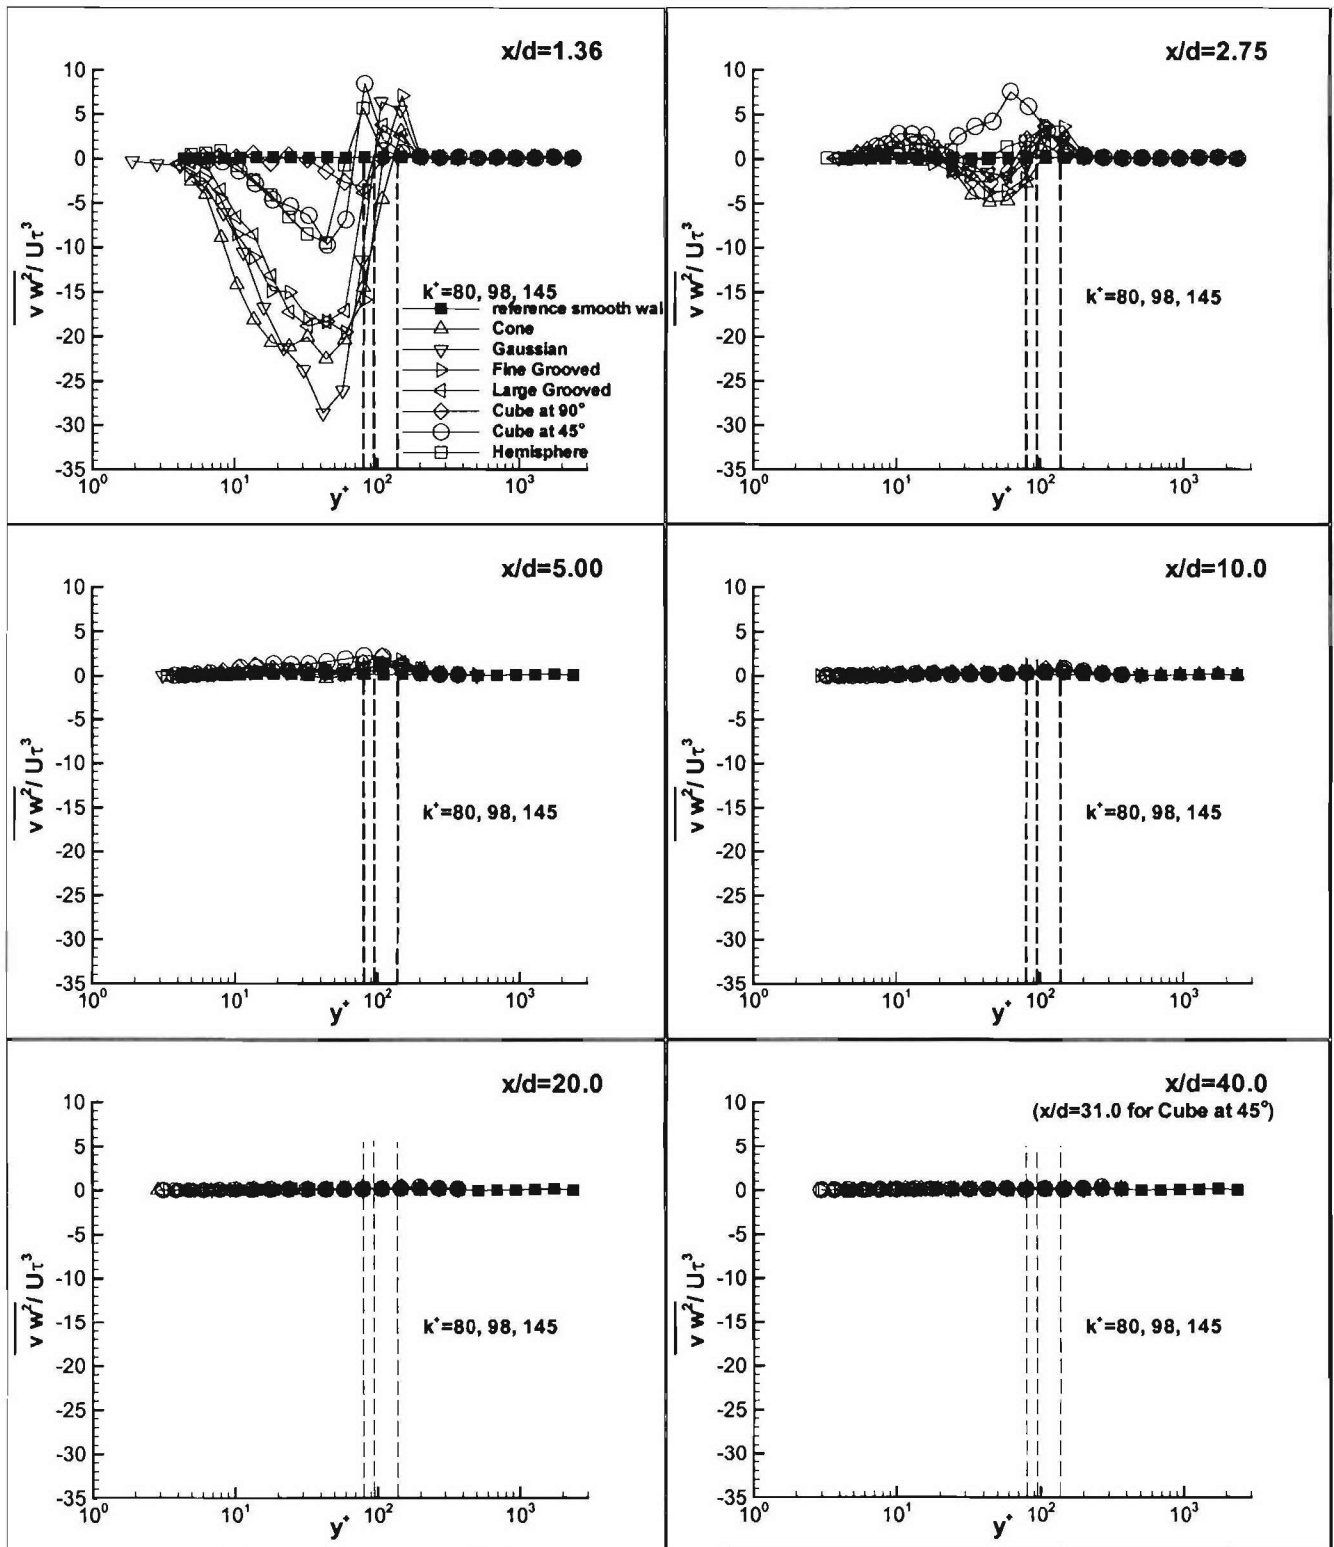 x/d=1.36
10
5
0
-5
-10
-15
-20
-25
-30
-35
v w²/ Uτ³
k⁺=80, 98, 145
reference smooth wal
Cone
Gaussian
Fine Grooved
Large Grooved
Cube at 90°
Cube at 45°
Hemisphere
10⁰ 10¹ 10² 10³
y⁺
x/d=2.75
10
5
0
-5
-10
-15
-20
-25
-30
-35
v w²/ Uτ³
k⁺=80, 98, 145
10⁰ 10¹ 10² 10³
y⁺
x/d=5.00
10
5
0
-5
-10
-15
-20
-25
-30
-35
v w²/ Uτ³
k⁺=80, 98, 145
10⁰ 10¹ 10² 10³
y⁺
x/d=10.0
10
5
0
-5
-10
-15
-20
-25
-30
-35
v w²/ Uτ³
k⁺=80, 98, 145
10⁰ 10¹ 10² 10³
y⁺
x/d=20.0
10
5
0
-5
-10
-15
-20
-25
-30
-35
v w²/ Uτ³
k⁺=80, 98, 145
10⁰ 10¹ 10² 10³
y⁺
x/d=40.0
(x/d=31.0 for Cube at 45°)
10
5
0
-5
-10
-15
-20
-25
-30
-35
v w²/ Uτ³
k⁺=80, 98, 145
10⁰ 10¹ 10² 10³
y⁺